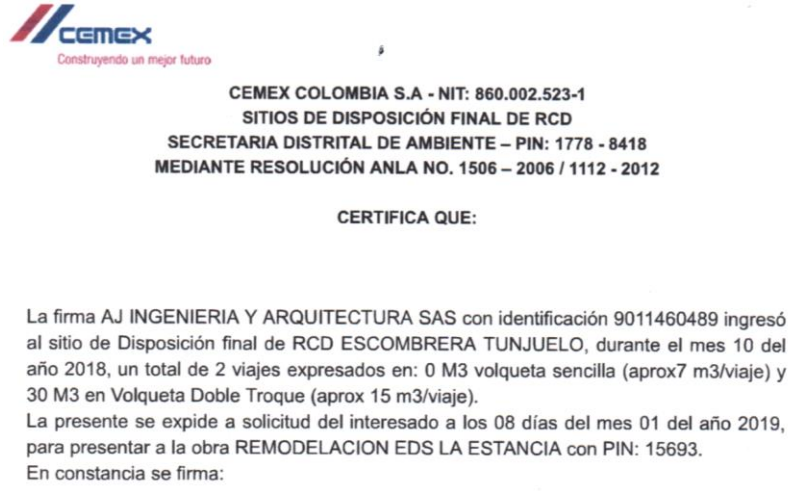 CEMEX
Construyendo un mejor futuro
CEMEX COLOMBIA S.A - NIT: 860.002.523-1
SITIOS DE DISPOSICIÓN FINAL DE RCD
SECRETARIA DISTRITAL DE AMBIENTE – PIN: 1778 - 8418
MEDIANTE RESOLUCIÓN ANLA NO. 1506 – 2006 / 1112 - 2012
CERTIFICA QUE:
La firma AJ INGENIERIA Y ARQUITECTURA SAS con identificación 9011460489 ingresó
al sitio de Disposición final de RCD ESCOMBRERA TUNJUELO, durante el mes 10 del
año 2018, un total de 2 viajes expresados en: 0 M3 volqueta sencilla (aprox7 m3/viaje) y
30 M3 en Volqueta Doble Troque (aprox 15 m3/viaje).
La presente se expide a solicitud del interesado a los 08 días del mes 01 del año 2019,
para presentar a la obra REMODELACION EDS LA ESTANCIA con PIN: 15693.
En constancia se firma: